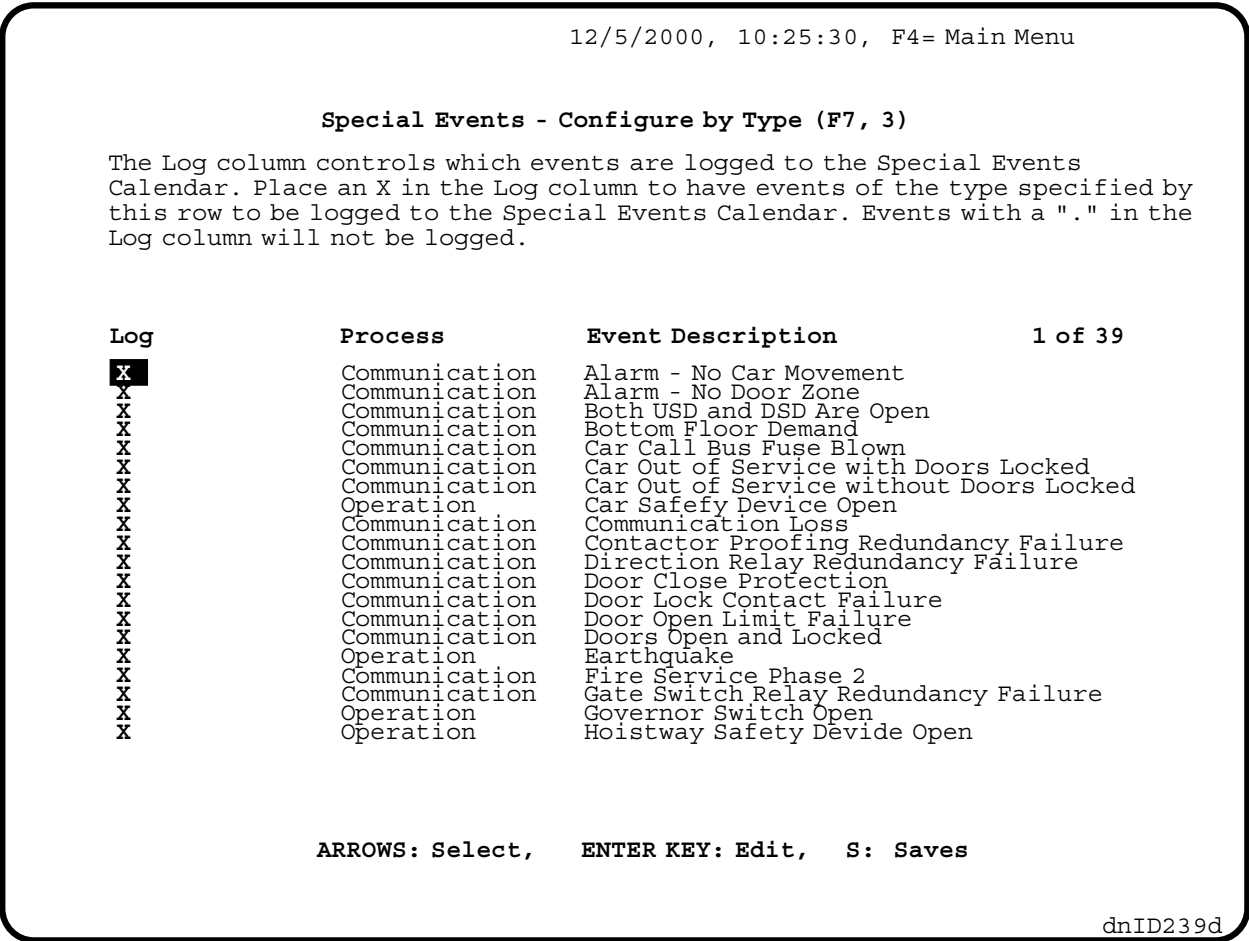 12/5/2000, 10:25:30, F4= Main Menu
Special Events - Configure by Type (F7, 3)
The Log column controls which events are logged to the Special Events
Calendar. Place an X in the Log column to have events of the type specified by
this row to be logged to the Special Events Calendar. Events with a "." in the
Log column will not be logged.
Log Process Event Description 1 of 39
X Communication Alarm - No Car Movement
X Communication Alarm - No Door Zone
X Communication Both USD and DSD Are Open
X Communication Bottom Floor Demand
X Communication Car Call Bus Fuse Blown
X Communication Car Out of Service with Doors Locked
X Communication Car Out of Service without Doors Locked
X Operation Car Safefy Device Open
X Communication Communication Loss
X Communication Contactor Proofing Redundancy Failure
X Communication Direction Relay Redundancy Failure
X Communication Door Close Protection
X Communication Door Lock Contact Failure
X Communication Door Open Limit Failure
X Communication Doors Open and Locked
X Operation Earthquake
X Communication Fire Service Phase 2
X Communication Gate Switch Relay Redundancy Failure
X Operation Governor Switch Open
X Operation Hoistway Safety Devide Open
ARROWS: Select, ENTER KEY: Edit, S: Saves
dnID239d